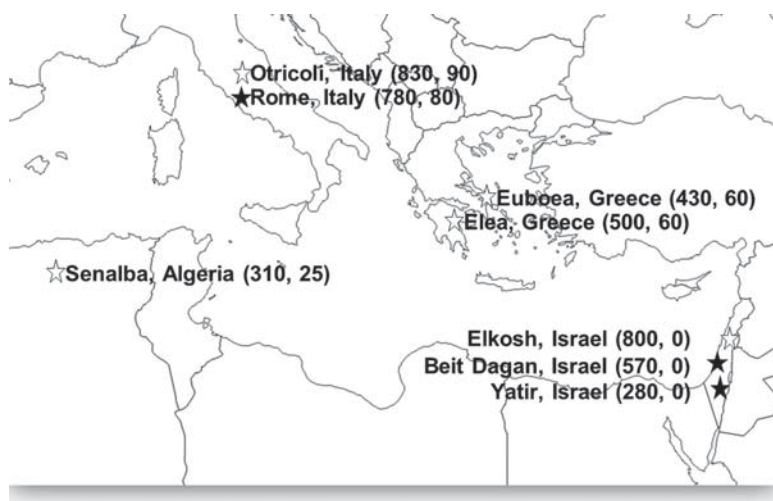 Otricoli, Italy (830, 90)
Rome, Italy (780, 80)
Euboea, Greece (430, 60)
Elea, Greece (500, 60)
Senalba, Algeria (310, 25)
Elkosh, Israel (800, 0)
Beit Dagan, Israel (570, 0)
Yatir, Israel (280, 0)